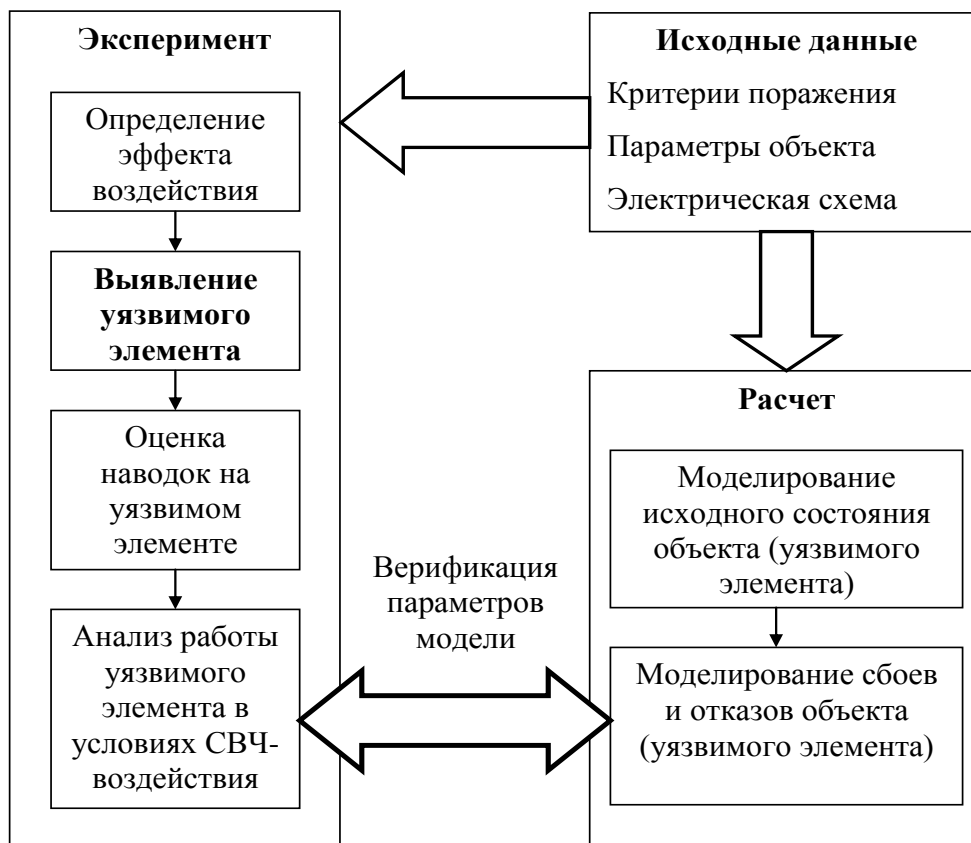 Эксперимент
Определение
эффекта
воздействия
Выявление
уязвимого
элемента
Оценка
наводок на
уязвимом
элементе
Анализ работы
уязвимого
элемента в
условиях СВЧ-
воздействия
Исходные данные
Критерии поражения
Параметры объекта
Электрическая схема
Верификация
параметров
модели
Расчет
Моделирование
исходного состояния
объекта (уязвимого
элемента)
Моделирование сбоев
и отказов объекта
(уязвимого элемента)